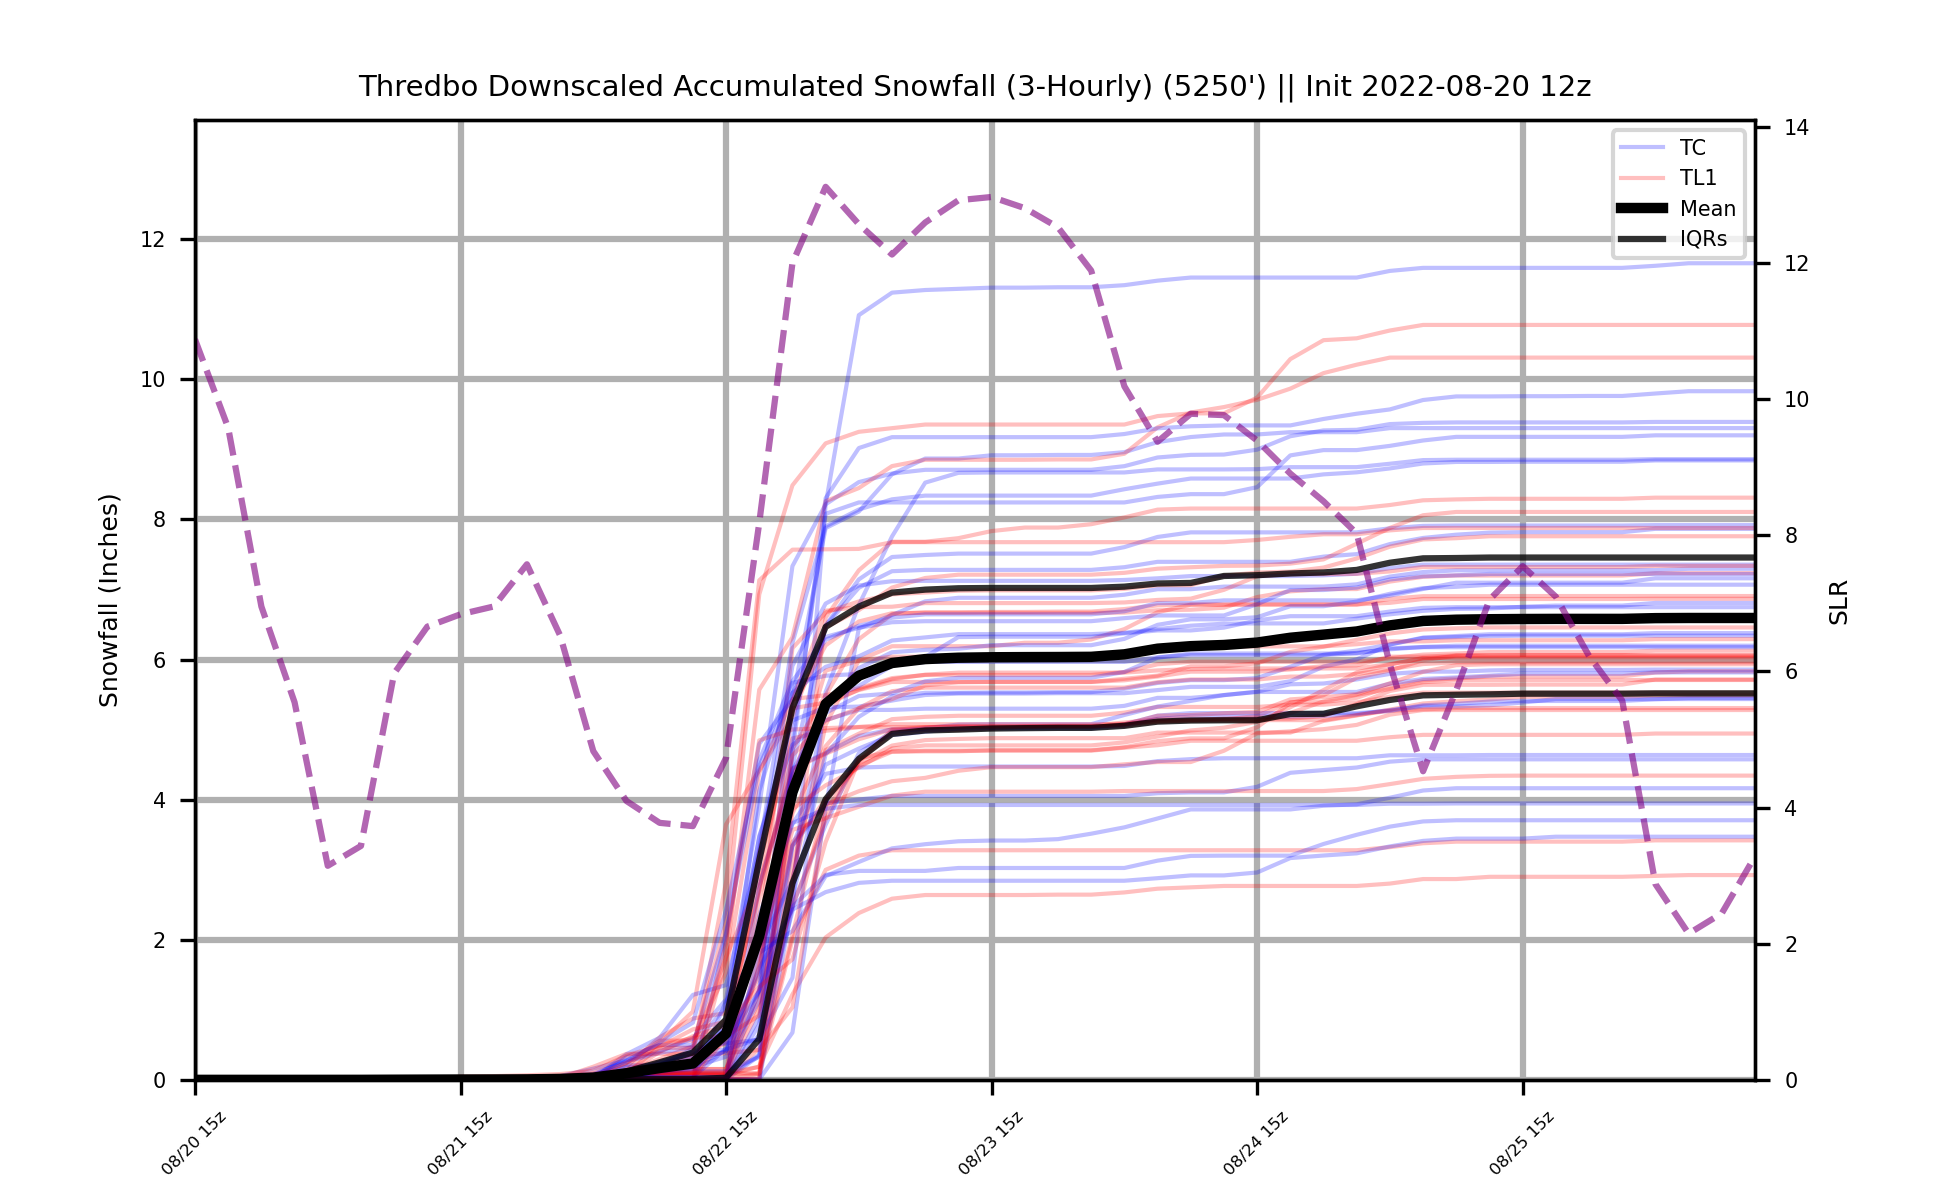 Thredbo Downscaled Accumulated Snowfall (3-Hourly) (5250') || Init 2022-08-20 12z
TC
TL1
Mean
IQRs
Snowfall (Inches)
12
10
8
6
4
2
0
SLR
14
12
10
8
6
4
2
0
08/20 15z
08/21 15z
08/22 15z
08/23 15z
08/24 15z
08/25 15z